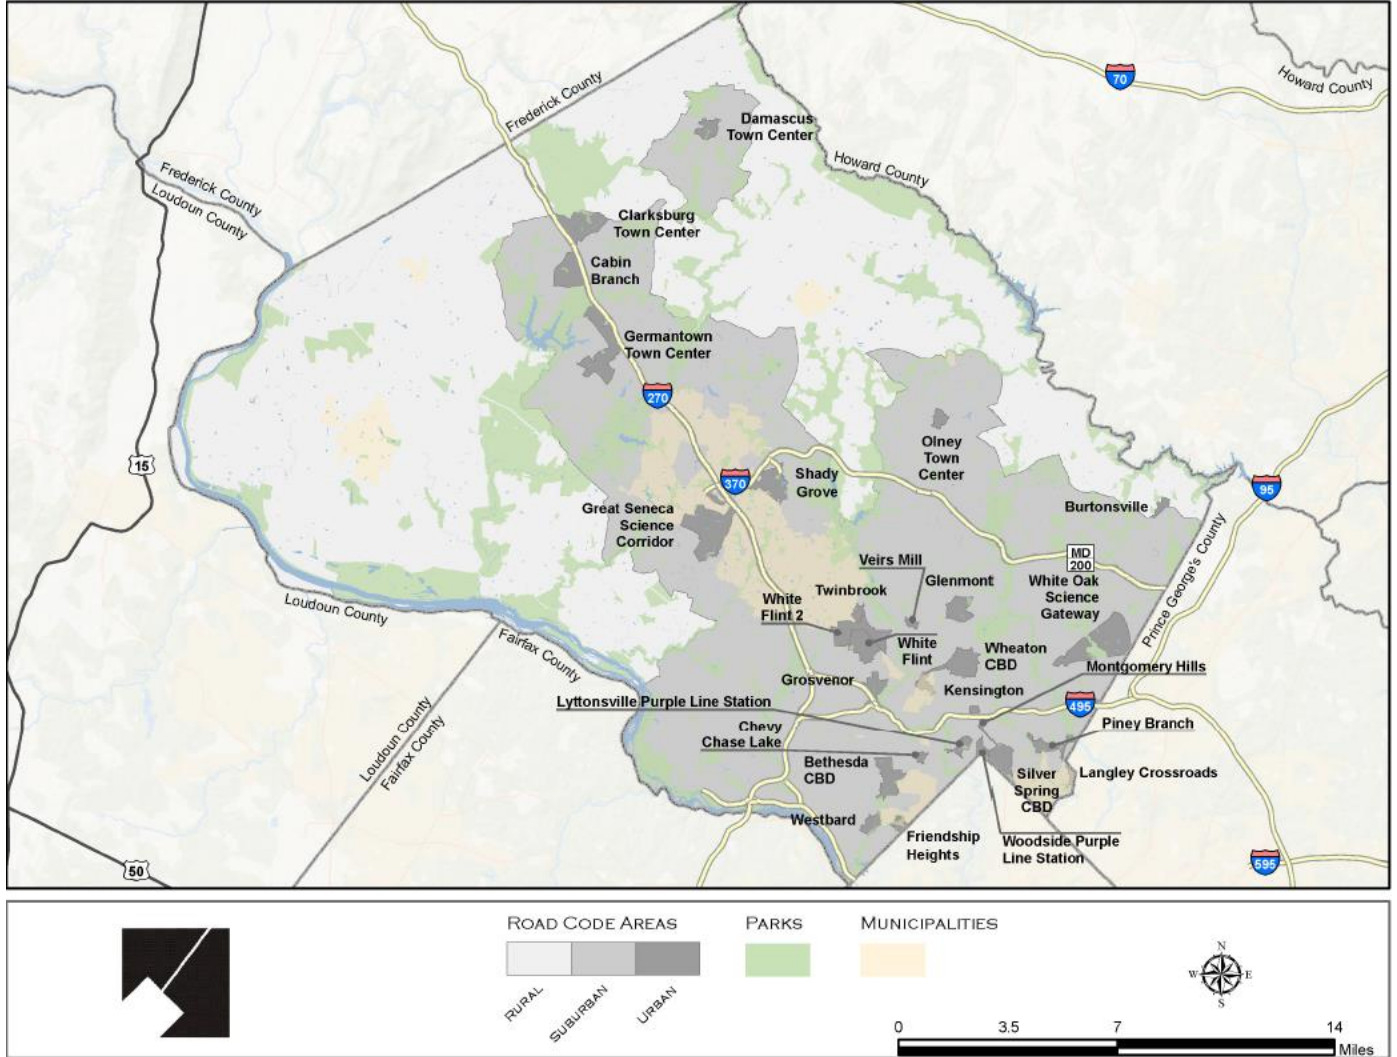 70
Howard County
Frederick County
Damascus
Town Center
Howard County
Frederick County
Loudoun County
Clarksburg
Town Center
Cabin
Branch
Germantown
Town Center
270
Olney
Town
Center
15
370
Shady
Grove
95
Great Seneca
Science
Corridor
Burtonsville
Prince George's County
MD
200
Veirs Mill
Glenmont
White Oak
Science
Gateway
Twinbrook
White
Flint 2
Loudoun County
Fairfax County
White
Flint
Wheaton
CBD
Montgomery Hills
Grosvenor
Kensington
Lyttonsville Purple Line Station
495
Loudoun County
Fairfax County
Chevy
Chase Lake
Piney Branch
Bethesda
CBD
Silver
Spring
CBD
Langley Crossroads
Westbard
Friendship
Heights
Woodside Purple
Line Station
50
595
ROAD CODE AREAS
PARKS
MUNICIPALITIES
RURAL
SUBURBAN
URBAN
N
W E
S
0 3.5 7 14
Miles